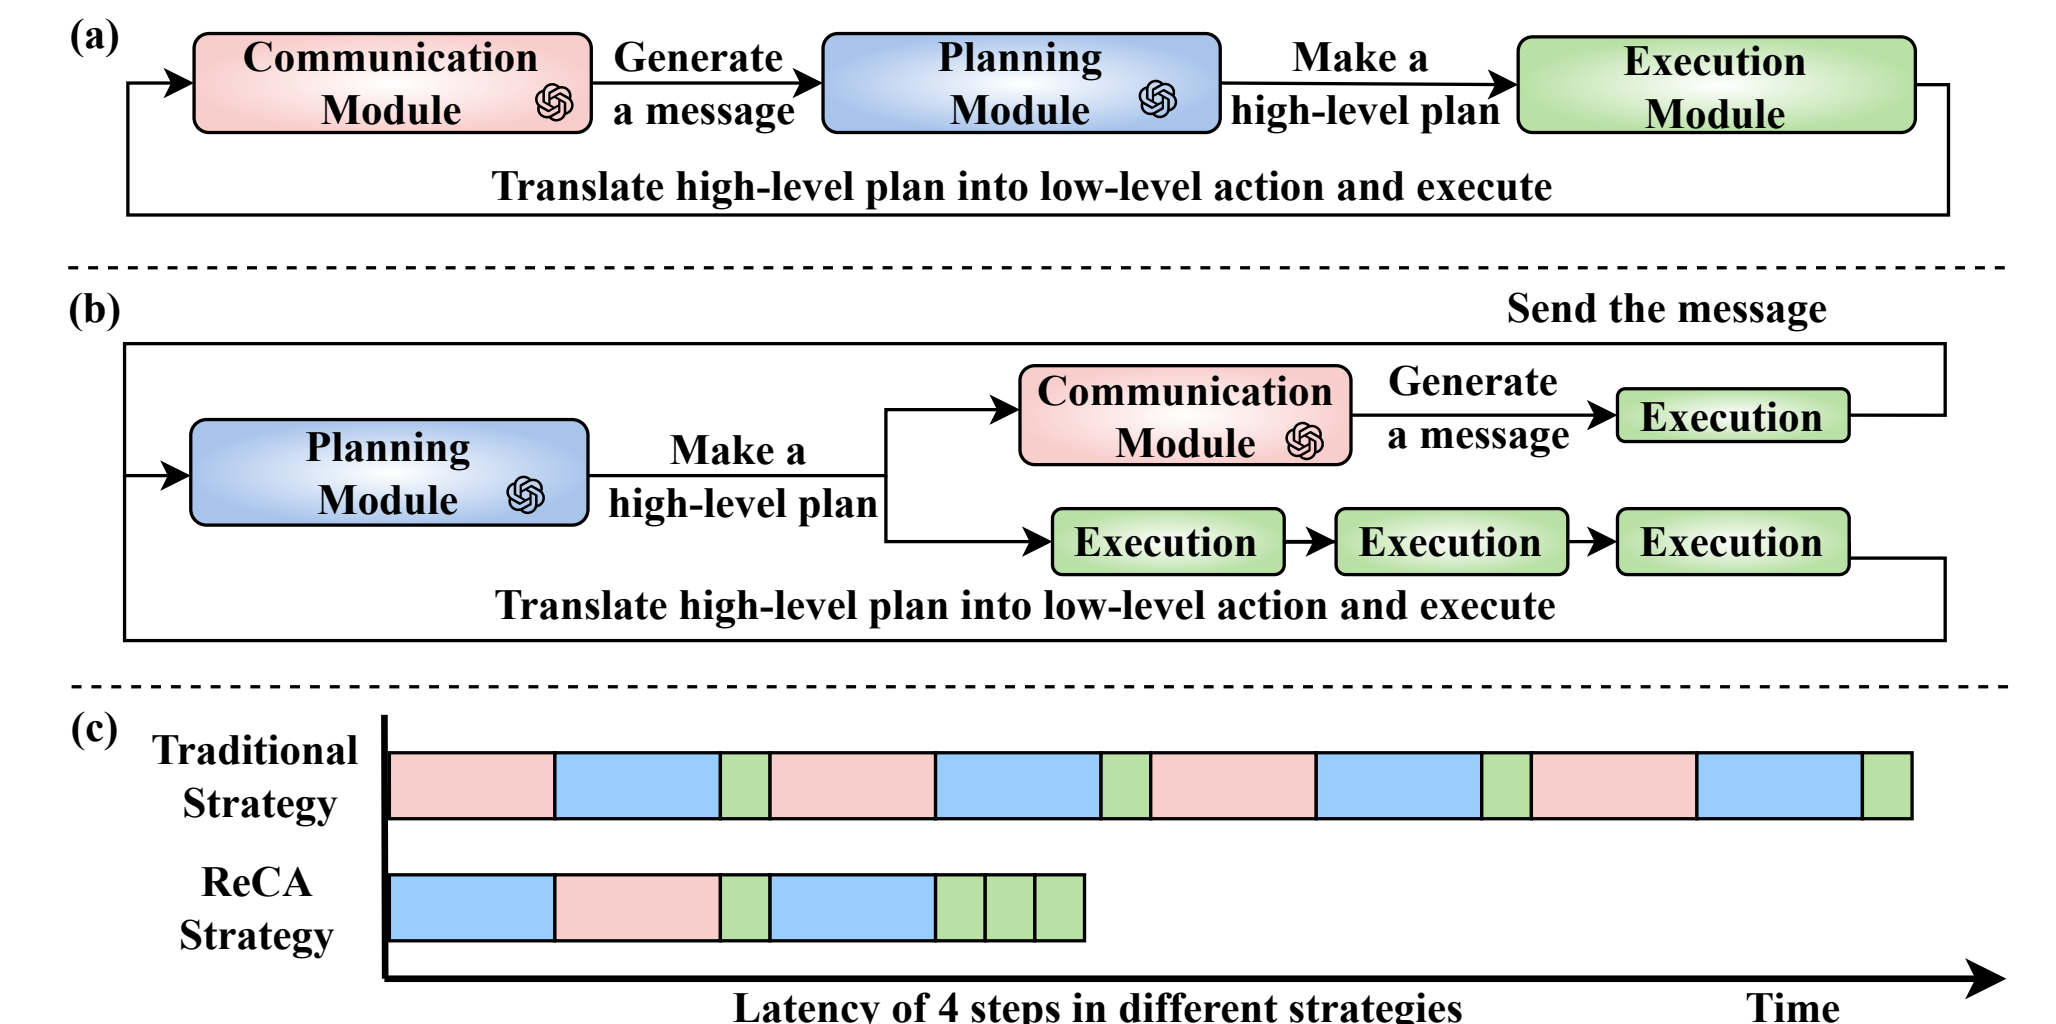 (a)
Communication
Module
Generate
a message
Planning
Module
Make a
high-level plan
Execution
Module
Translate high-level plan into low-level action and execute
(b)
Send the message
Planning
Module
Make a
high-level plan
Communication
Module
Generate
a message
Execution
Execution
Execution
Execution
Translate high-level plan into low-level action and execute
(c)
Traditional
Strategy
ReCA
Strategy
Latency of 4 steps in different strategies
Time